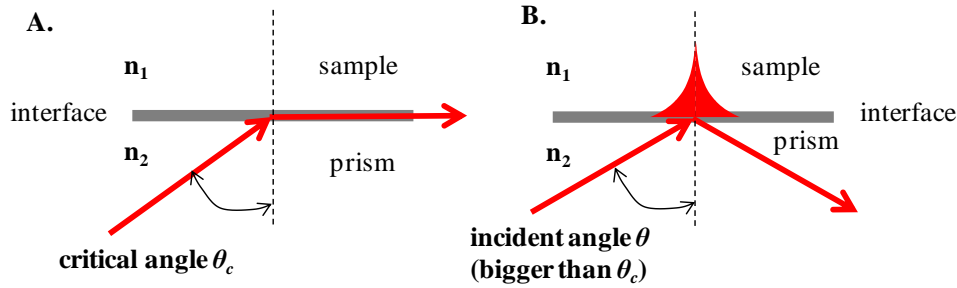 A.
n1
sample
interface
n2
prism
critical angle θc
B.
n1
sample
interface
n2
prism
incident angle θ
(bigger than θc)